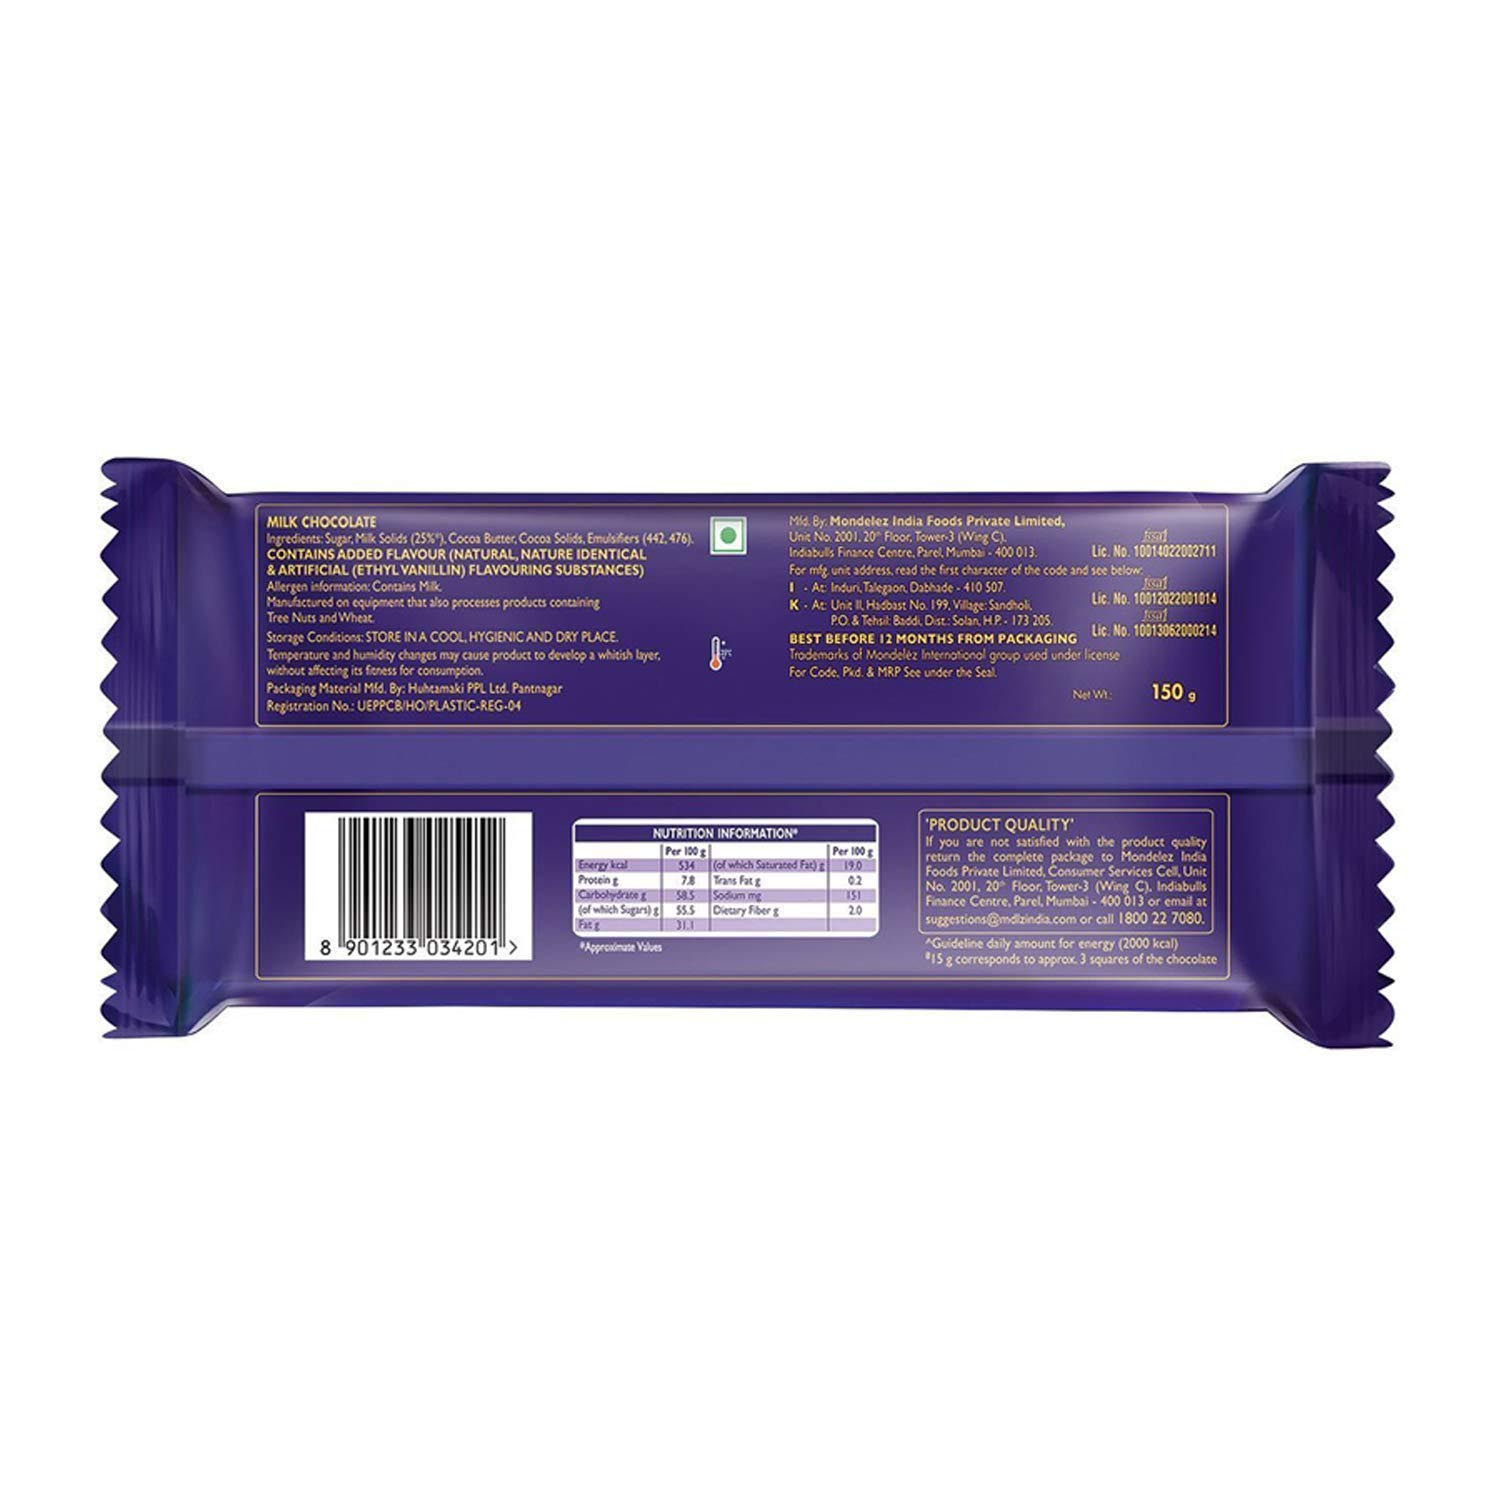 MILK CHOCOLATE
Ingredients: Sugar, Milk Solids (25%*), Cocoa Butter, Cocoa Solids, Emulsifiers (442, 476).
CONTAINS ADDED FLAVOUR (NATURAL, NATURE IDENTICAL
& ARTIFICIAL (ETHYL VANILLIN) FLAVOURING SUBSTANCES)
Allergen information: Contains Milk.
Manufactured on equipment that also processes products containing
Tree Nuts and Wheat.
Storage Conditions: STORE IN A COOL, HYGIENIC AND DRY PLACE.
Temperature and humidity changes may cause product to develop a whitish layer,
without affecting its fitness for consumption.
Packaging Material Mfd. By: Huhtamaki PPL Ltd. Pantnagar
Registration No.: UEPPCB/HO/PLASTIC-REG-04
Mfd. By: Mondelez India Foods Private Limited,
Unit No. 2001, 20th Floor, Tower-3 (Wing C),
Indiabulls Finance Centre, Parel, Mumbai - 400 013.
fssai
Lic. No. 10014022002711
For mfg. unit address, read the first character of the code and see below:
I - At: Induri, Talegaon, Dabhade - 410 507.
fssai
Lic. No. 10012022001014
K - At: Unit II, Hadbast No. 199, Village: Sandholi,
P.O. & Tehsil: Baddi, Dist.: Solan, H.P. - 173 205.
fssai
Lic. No. 10013062000214
BEST BEFORE 12 MONTHS FROM PACKAGING
Trademarks of Mondelēz International group used under license
For Code, Pkd. & MRP See under the Seal.
Net Wt.: 150 g
8 901233 034201 >
NUTRITION INFORMATION*
Per 100 g Per 100 g
Energy kcal 534 (of which Saturated Fat) g 19.0
Protein g 7.8 Trans Fat g 0.2
Carbohydrate g 58.5 Sodium mg 151
(of which Sugars) g 55.5 Dietary Fiber g 2.0
Fat g 31.1
*Approximate Values
'PRODUCT QUALITY'
If you are not satisfied with the product quality
return the complete package to Mondelez India
Foods Private Limited, Consumer Services Cell, Unit
No. 2001, 20th Floor, Tower-3 (Wing C), Indiabulls
Finance Centre, Parel, Mumbai - 400 013 or email at
suggestions@mdlzindia.com or call 1800 22 7080.
^Guideline daily amount for energy (2000 kcal)
#15 g corresponds to approx. 3 squares of the chocolate